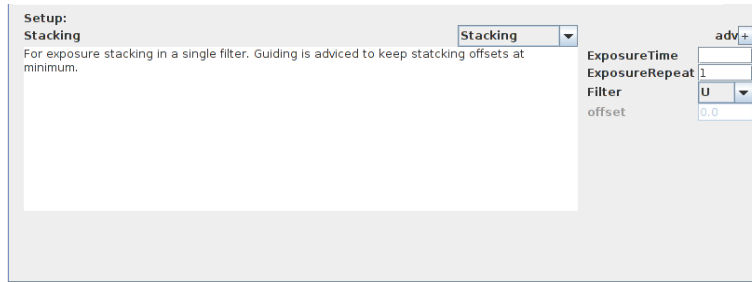 Setup:
Stacking Stacking adv +
For exposure stacking in a single filter. Guiding is adviced to keep statcking offsets at
minimum.
ExposureTime
ExposureRepeat 1
Filter U
offset 0.0